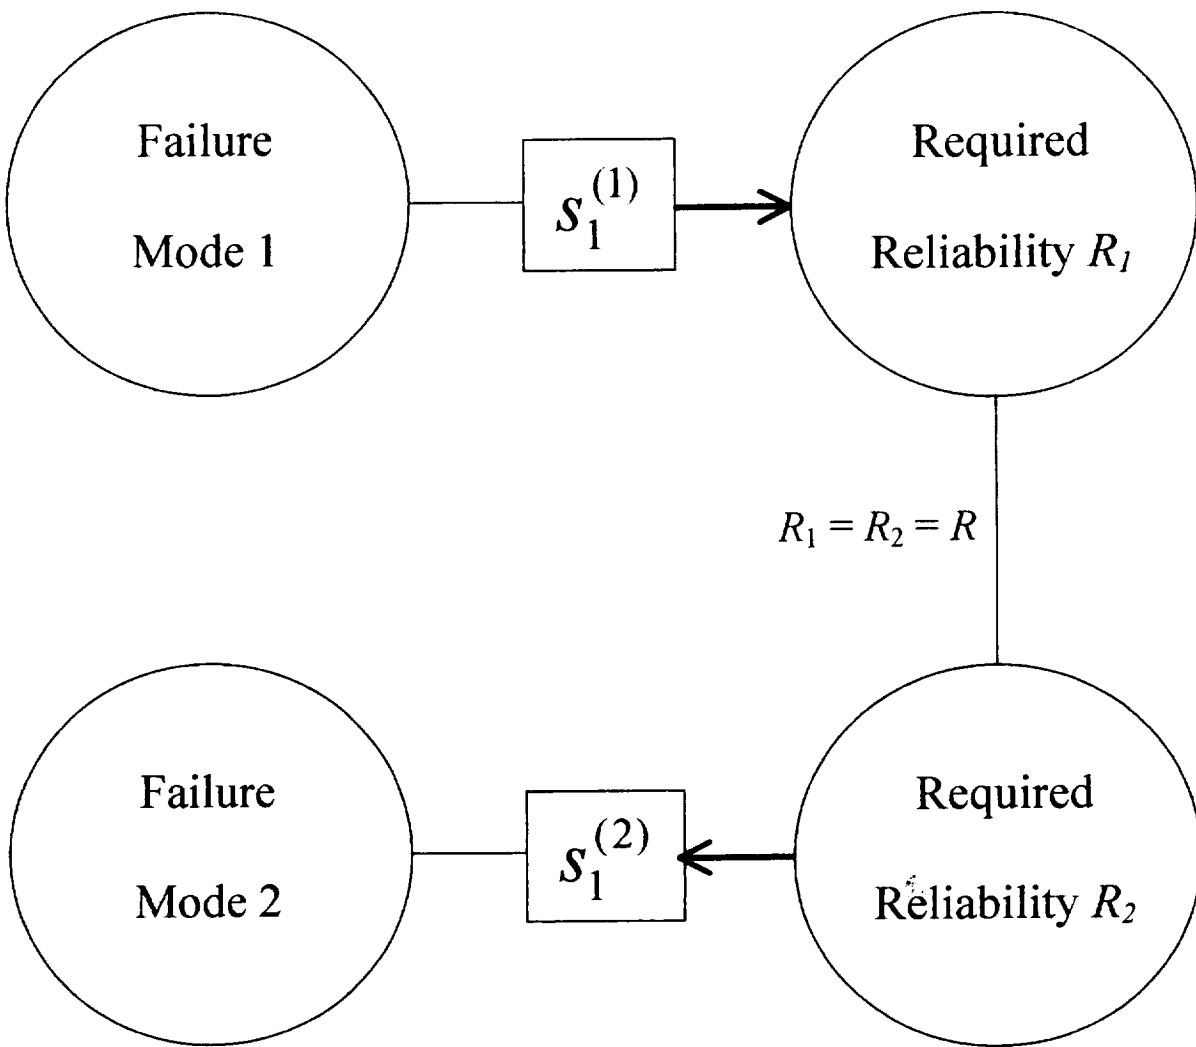 Failure
Mode 1
s₁⁽¹⁾
Required
Reliability R₁
R₁ = R₂ = R
Failure
Mode 2
s₁⁽²⁾
Required
Reliability R₂